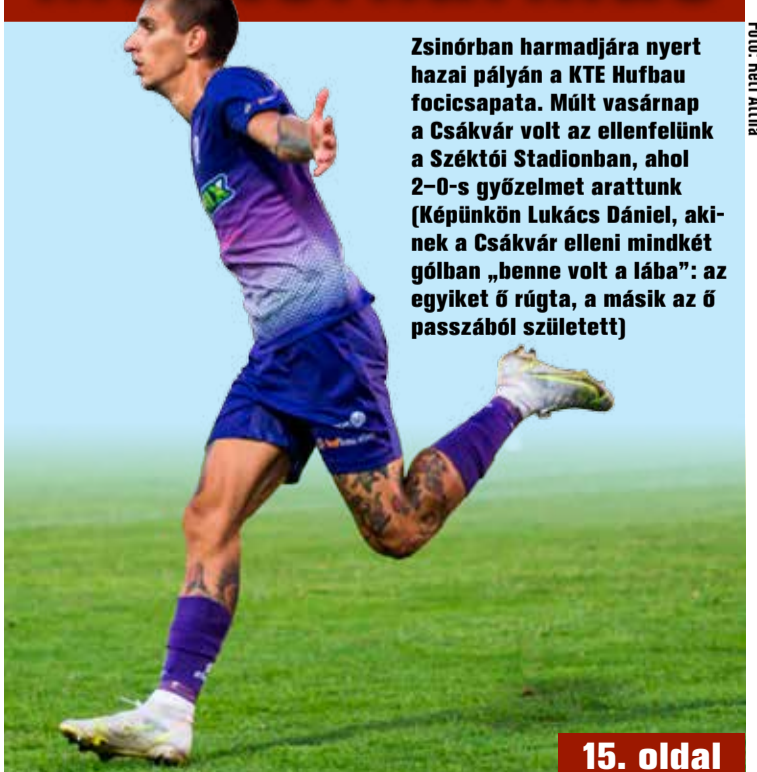 Zsinórban harmadjára nyert
hazai pályán a KTE Hufbau
focicsapata. Múlt vasárnap
a Csákvár volt az ellenfelünk
a Széktói Stadionban, ahol
2–0-s győzelmet arattunk
(Képünkön Lukács Dániel, aki-
nek a Csákvár elleni mindkét
gólban „benne volt a lába”: az
egyiket ő rúgta, a másik az ő
passzából született)
15. oldal